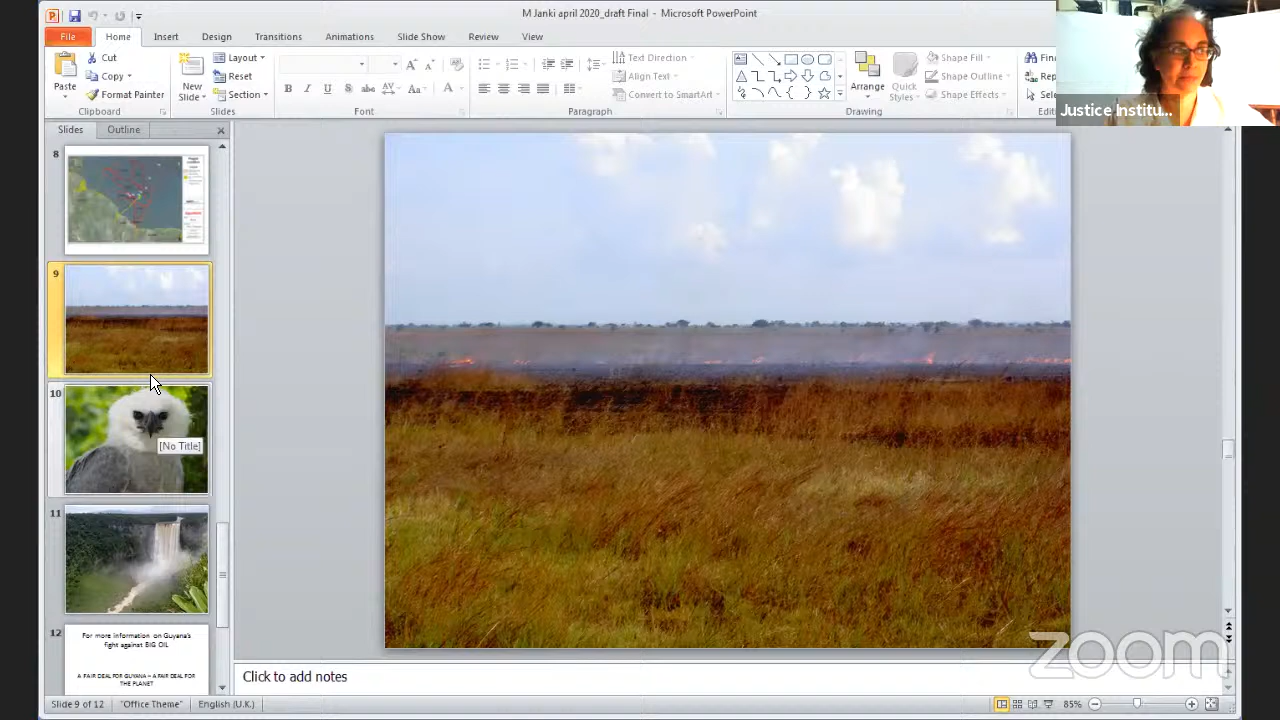 M Janki april 2020_draft Final - Microsoft PowerPoint
File Home Insert Design Transitions Animations Slide Show Review View
Paste
Cut
Copy
Format Painter
Clipboard
New
Slide
Layout
Reset
Section
Slides
B I U S abc AV Aa A
Font
Text Direction
Align Text
Convert to SmartArt
Paragraph
Arrange
Quick
Styles
Shape Fill
Shape Outline
Shape Effects
Drawing
Justice Institu...
Slides Outline
8
9
10
[No Title]
11
12
For more information on Guyana's
fight against BIG OIL
A FAIR DEAL FOR GUYANA – A FAIR DEAL FOR
THE PLANET
zoom
Click to add notes
Slide 9 of 12 "Office Theme" English (U.K.) 85%